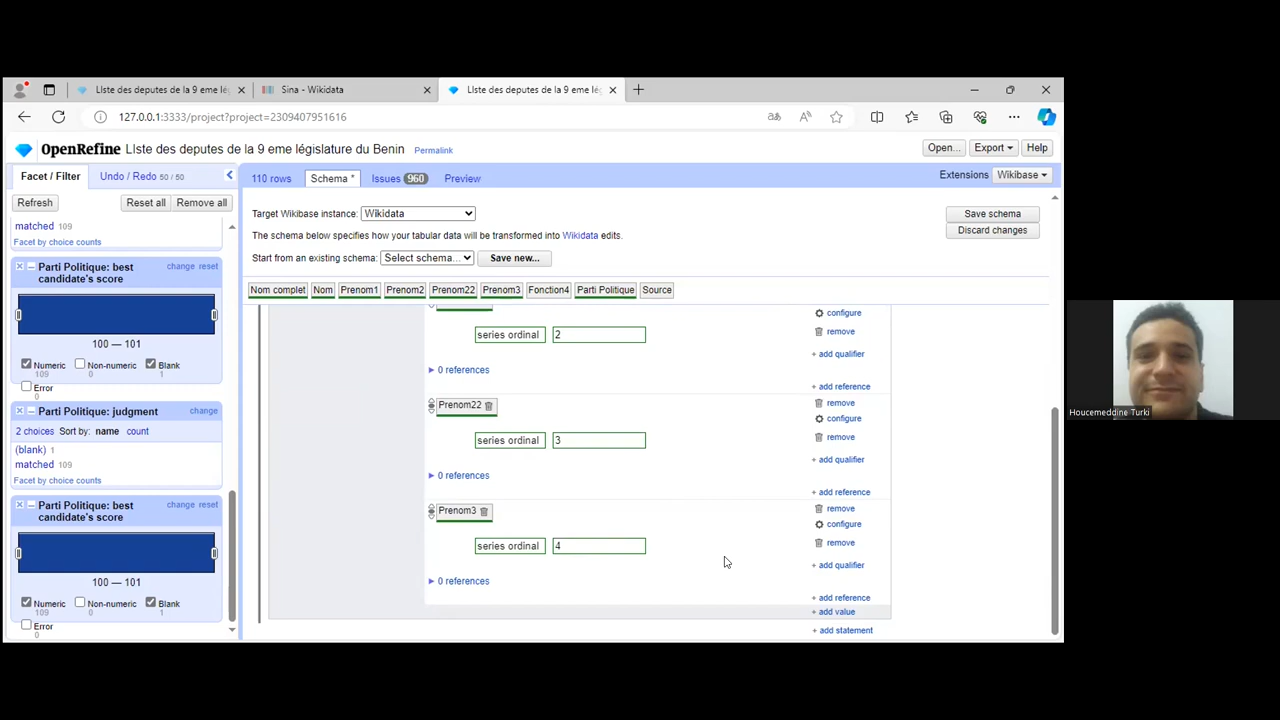 LIste des deputes de la 9 eme lég
Sina - Wikidata
LIste des deputes de la 9 eme lé
127.0.0.1:3333/project?project=2309407951616
OpenRefine LIste des deputes de la 9 eme législature du Benin Permalink
Open... Export Help
Facet / Filter Undo / Redo 50 / 50
110 rows Schema * Issues 960 Preview
Extensions Wikibase
Refresh Reset all Remove all
matched 109
Facet by choice counts
Parti Politique: best candidate's score change reset
100 — 101
Numeric 109 Non-numeric 0 Blank 1
Error 0
Parti Politique: judgment change
2 choices Sort by: name count
(blank) 1
matched 109
Facet by choice counts
Parti Politique: best candidate's score change reset
100 — 101
Numeric 109 Non-numeric 0 Blank 1
Error 0
Target Wikibase instance: Wikidata
Save schema
The schema below specifies how your tabular data will be transformed into Wikidata edits.
Discard changes
Start from an existing schema: Select schema... Save new...
Nom complet Nom Prenom1 Prenom2 Prenom22 Prenom3 Fonction4 Parti Politique Source
configure
series ordinal 2 remove
+ add qualifier
0 references
+ add reference
Prenom22 remove
configure
series ordinal 3 remove
+ add qualifier
0 references
+ add reference
Prenom3 remove
configure
series ordinal 4 remove
+ add qualifier
0 references
+ add reference
+ add value
+ add statement
Houcemeddine Turki